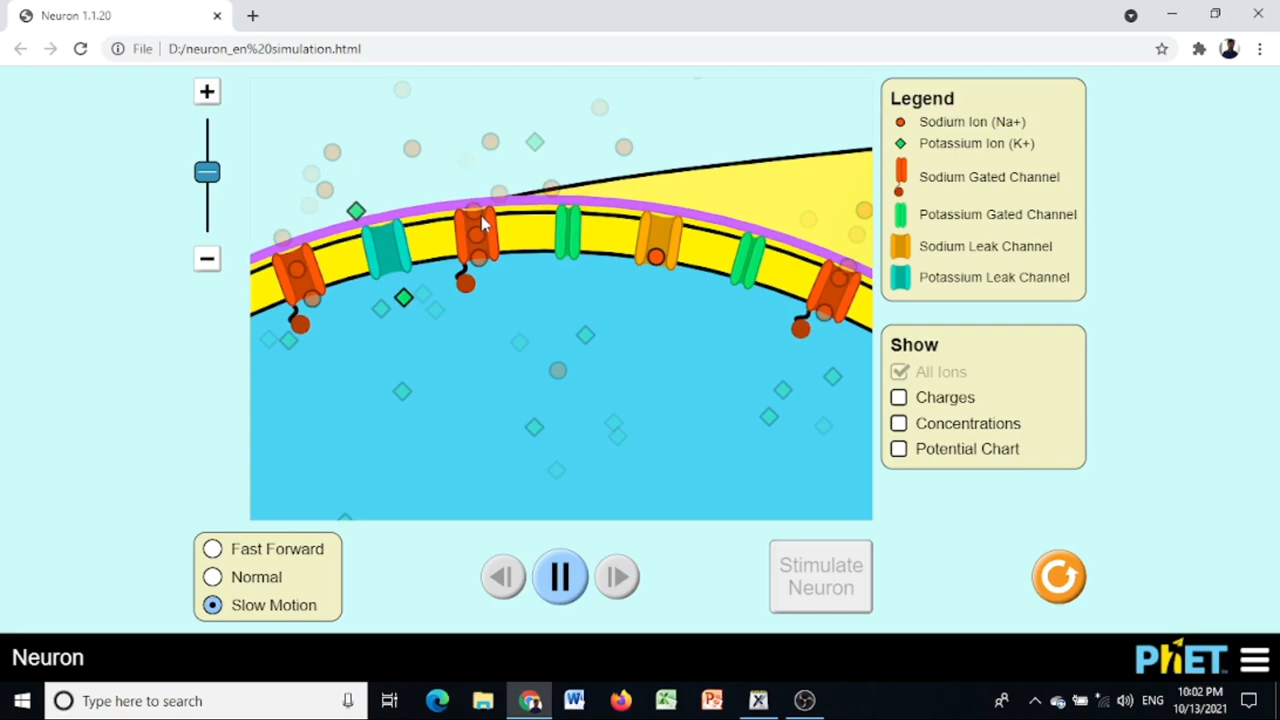 Neuron 1.1.20
File
D:/neuron_en%20simulation.html
Legend
Sodium Ion (Na+)
Potassium Ion (K+)
Sodium Gated Channel
Potassium Gated Channel
Sodium Leak Channel
Potassium Leak Channel
Show
All Ions
Charges
Concentrations
Potential Chart
Fast Forward
Normal
Slow Motion
Stimulate
Neuron
Neuron
PhET
Type here to search
ENG
10:02 PM
10/13/2021